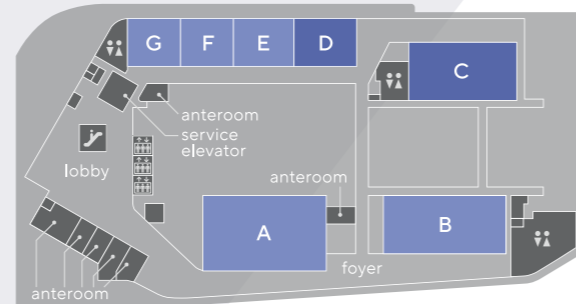 G F E D
C
anteroom
service
elevator
lobby
anteroom
A
B
foyer
anteroom